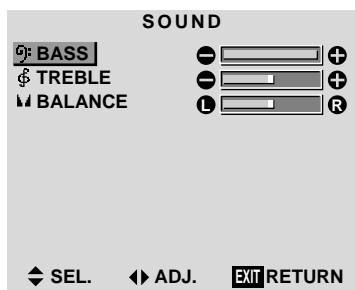 SOUND
BASS
TREBLE
BALANCE L R
SEL. ADJ. EXIT RETURN